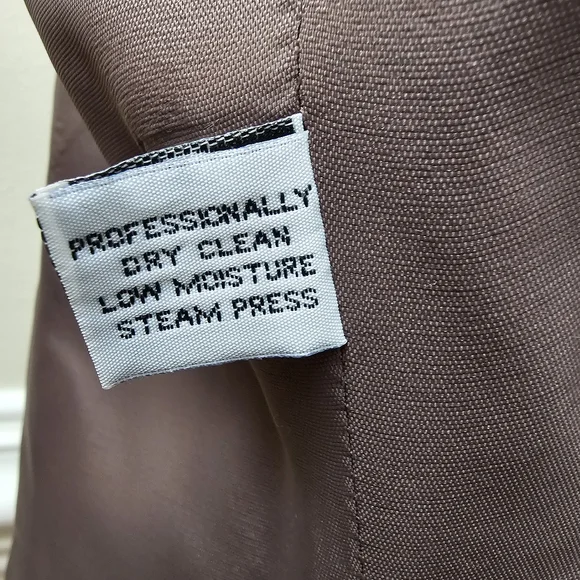 PROFESSIONALLY
DRY CLEAN
LOW MOISTURE
STEAM PRESS